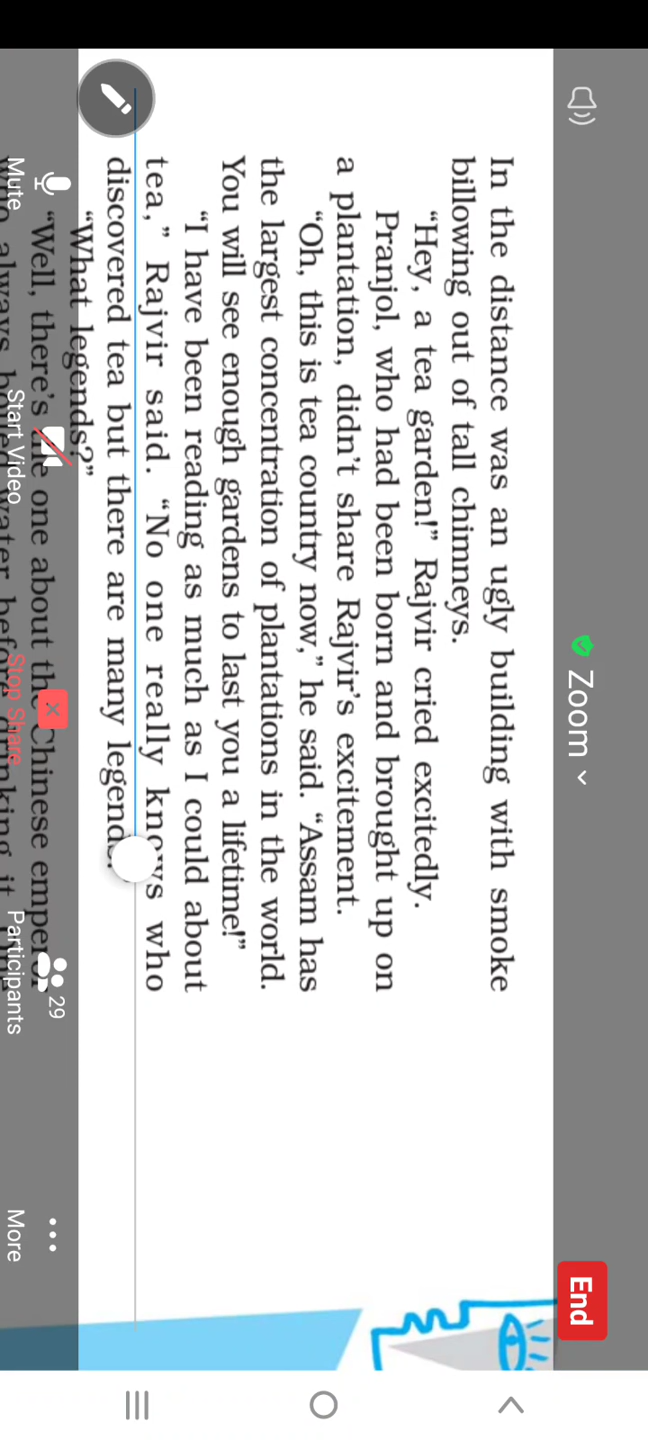 Zoom
End
In the distance was an ugly building with smoke
billowing out of tall chimneys.
“Hey, a tea garden!” Rajvir cried excitedly.
Pranjol, who had been born and brought up on
a plantation, didn’t share Rajvir’s excitement.
“Oh, this is tea country now,” he said. “Assam has
the largest concentration of plantations in the world.
You will see enough gardens to last you a lifetime!”
“I have been reading as much as I could about
tea,” Rajvir said. “No one really knows who
discovered tea but there are many legends.
“What legends?”
“Well, there’s one about the Chinese emperor
always water before drinking it
29
Mute
Start Video
Stop Share
Participants
More